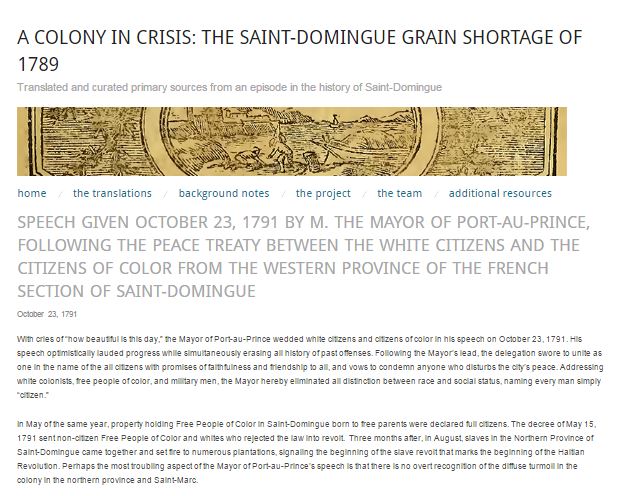 A COLONY IN CRISIS: THE SAINT-DOMINGUE GRAIN SHORTAGE OF
1789
Translated and curated primary sources from an episode in the history of Saint-Domingue
home / the translations / background notes / the project / the team / additional resources
SPEECH GIVEN OCTOBER 23, 1791 BY M. THE MAYOR OF PORT-AU-PRINCE,
FOLLOWING THE PEACE TREATY BETWEEN THE WHITE CITIZENS AND THE
CITIZENS OF COLOR FROM THE WESTERN PROVINCE OF THE FRENCH
SECTION OF SAINT-DOMINGUE
October 23, 1791
With cries of “how beautiful is this day,” the Mayor of Port-au-Prince wedded white citizens and citizens of color in his speech on October 23, 1791. His
speech optimistically lauded progress while simultaneously erasing all history of past offenses. Following the Mayor’s lead, the delegation swore to unite as
one in the name of the all citizens with promises of faithfulness and friendship to all, and vows to condemn anyone who disturbs the city’s peace. Addressing
white colonists, free people of color, and military men, the Mayor hereby eliminated all distinction between race and social status, naming every man simply
“citizen.”
In May of the same year, property holding Free People of Color in Saint-Domingue born to free parents were declared full citizens. The decree of May 15,
1791 sent non-citizen Free People of Color and whites who rejected the law into revolt. Three months after, in August, slaves in the Northern Province of
Saint-Domingue came together and set fire to numerous plantations, signaling the beginning of the slave revolt that marks the beginning of the Haitian
Revolution. Perhaps the most troubling aspect of the Mayor of Port-au-Prince’s speech is that there is no overt recognition of the diffuse turmoil in the
colony in the northern province and Saint-Marc.